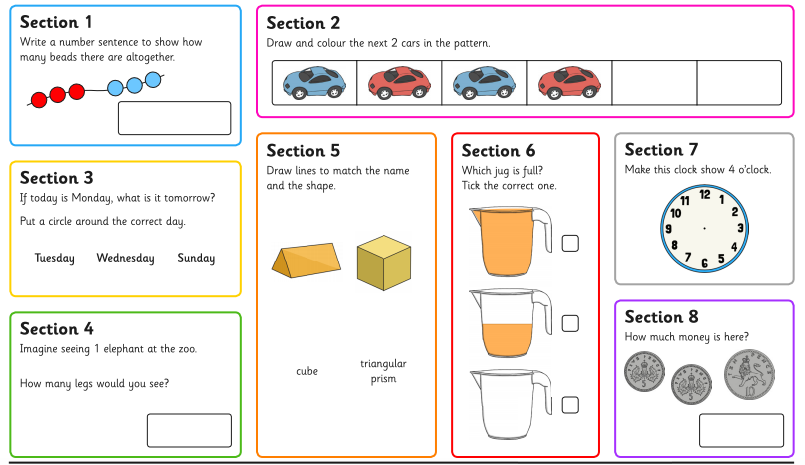 Section 1
Write a number sentence to show how
many beads there are altogether.
Section 2
Draw and colour the next 2 cars in the pattern.
Section 3
If today is Monday, what is it tomorrow?
Put a circle around the correct day.
Tuesday Wednesday Sunday
Section 4
Imagine seeing 1 elephant at the zoo.
How many legs would you see?
Section 5
Draw lines to match the name
and the shape.
cube
triangular
prism
Section 6
Which jug is full?
Tick the correct one.
Section 7
Make this clock show 4 o'clock.
12
1
2
3
4
5
6
7
8
9
10
11
Section 8
How much money is here?
5
5
10